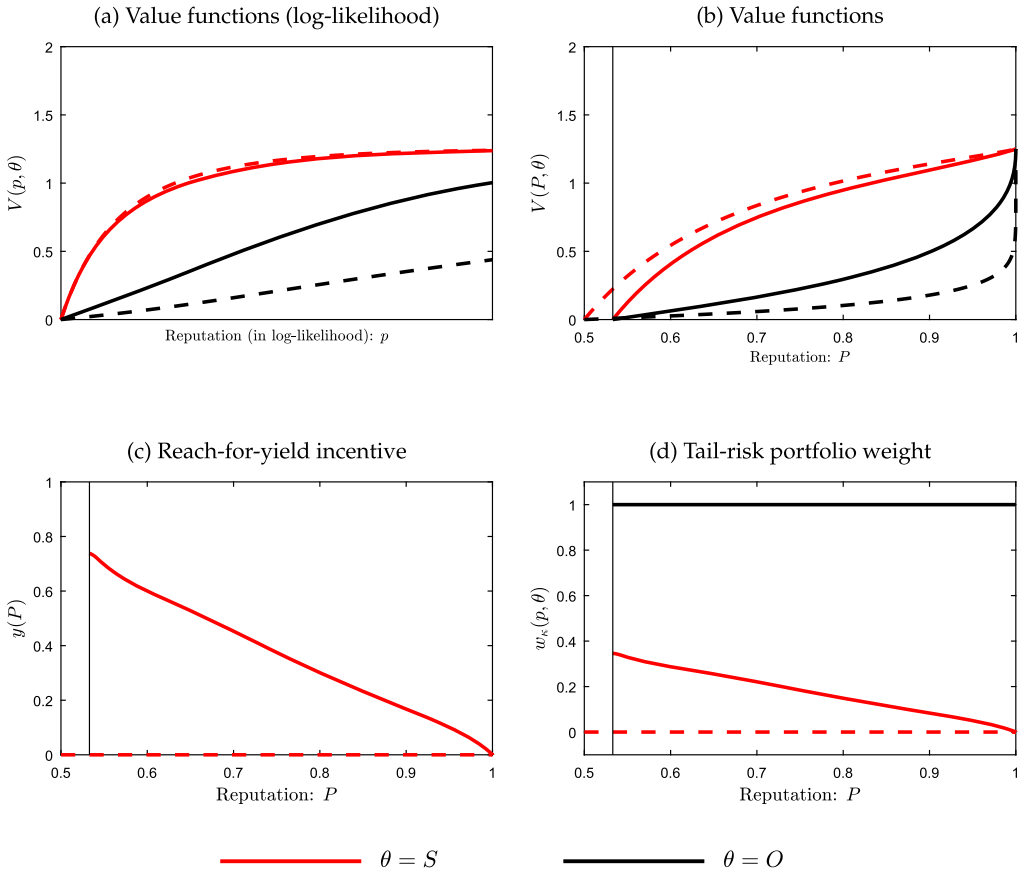 (a) Value functions (log-likelihood)
2
1.5
1
0.5
0
V(p, θ)
Reputation (in log-likelihood): p
(b) Value functions
2
1.5
1
0.5
0
V(P, θ)
0.5 0.6 0.7 0.8 0.9 1
Reputation: P
(c) Reach-for-yield incentive
1
0.8
0.6
0.4
0.2
0
y(P)
0.5 0.6 0.7 0.8 0.9 1
Reputation: P
(d) Tail-risk portfolio weight
1
0.8
0.6
0.4
0.2
0
wκ(p, θ)
0.5 0.6 0.7 0.8 0.9 1
Reputation: P
θ = S θ = O